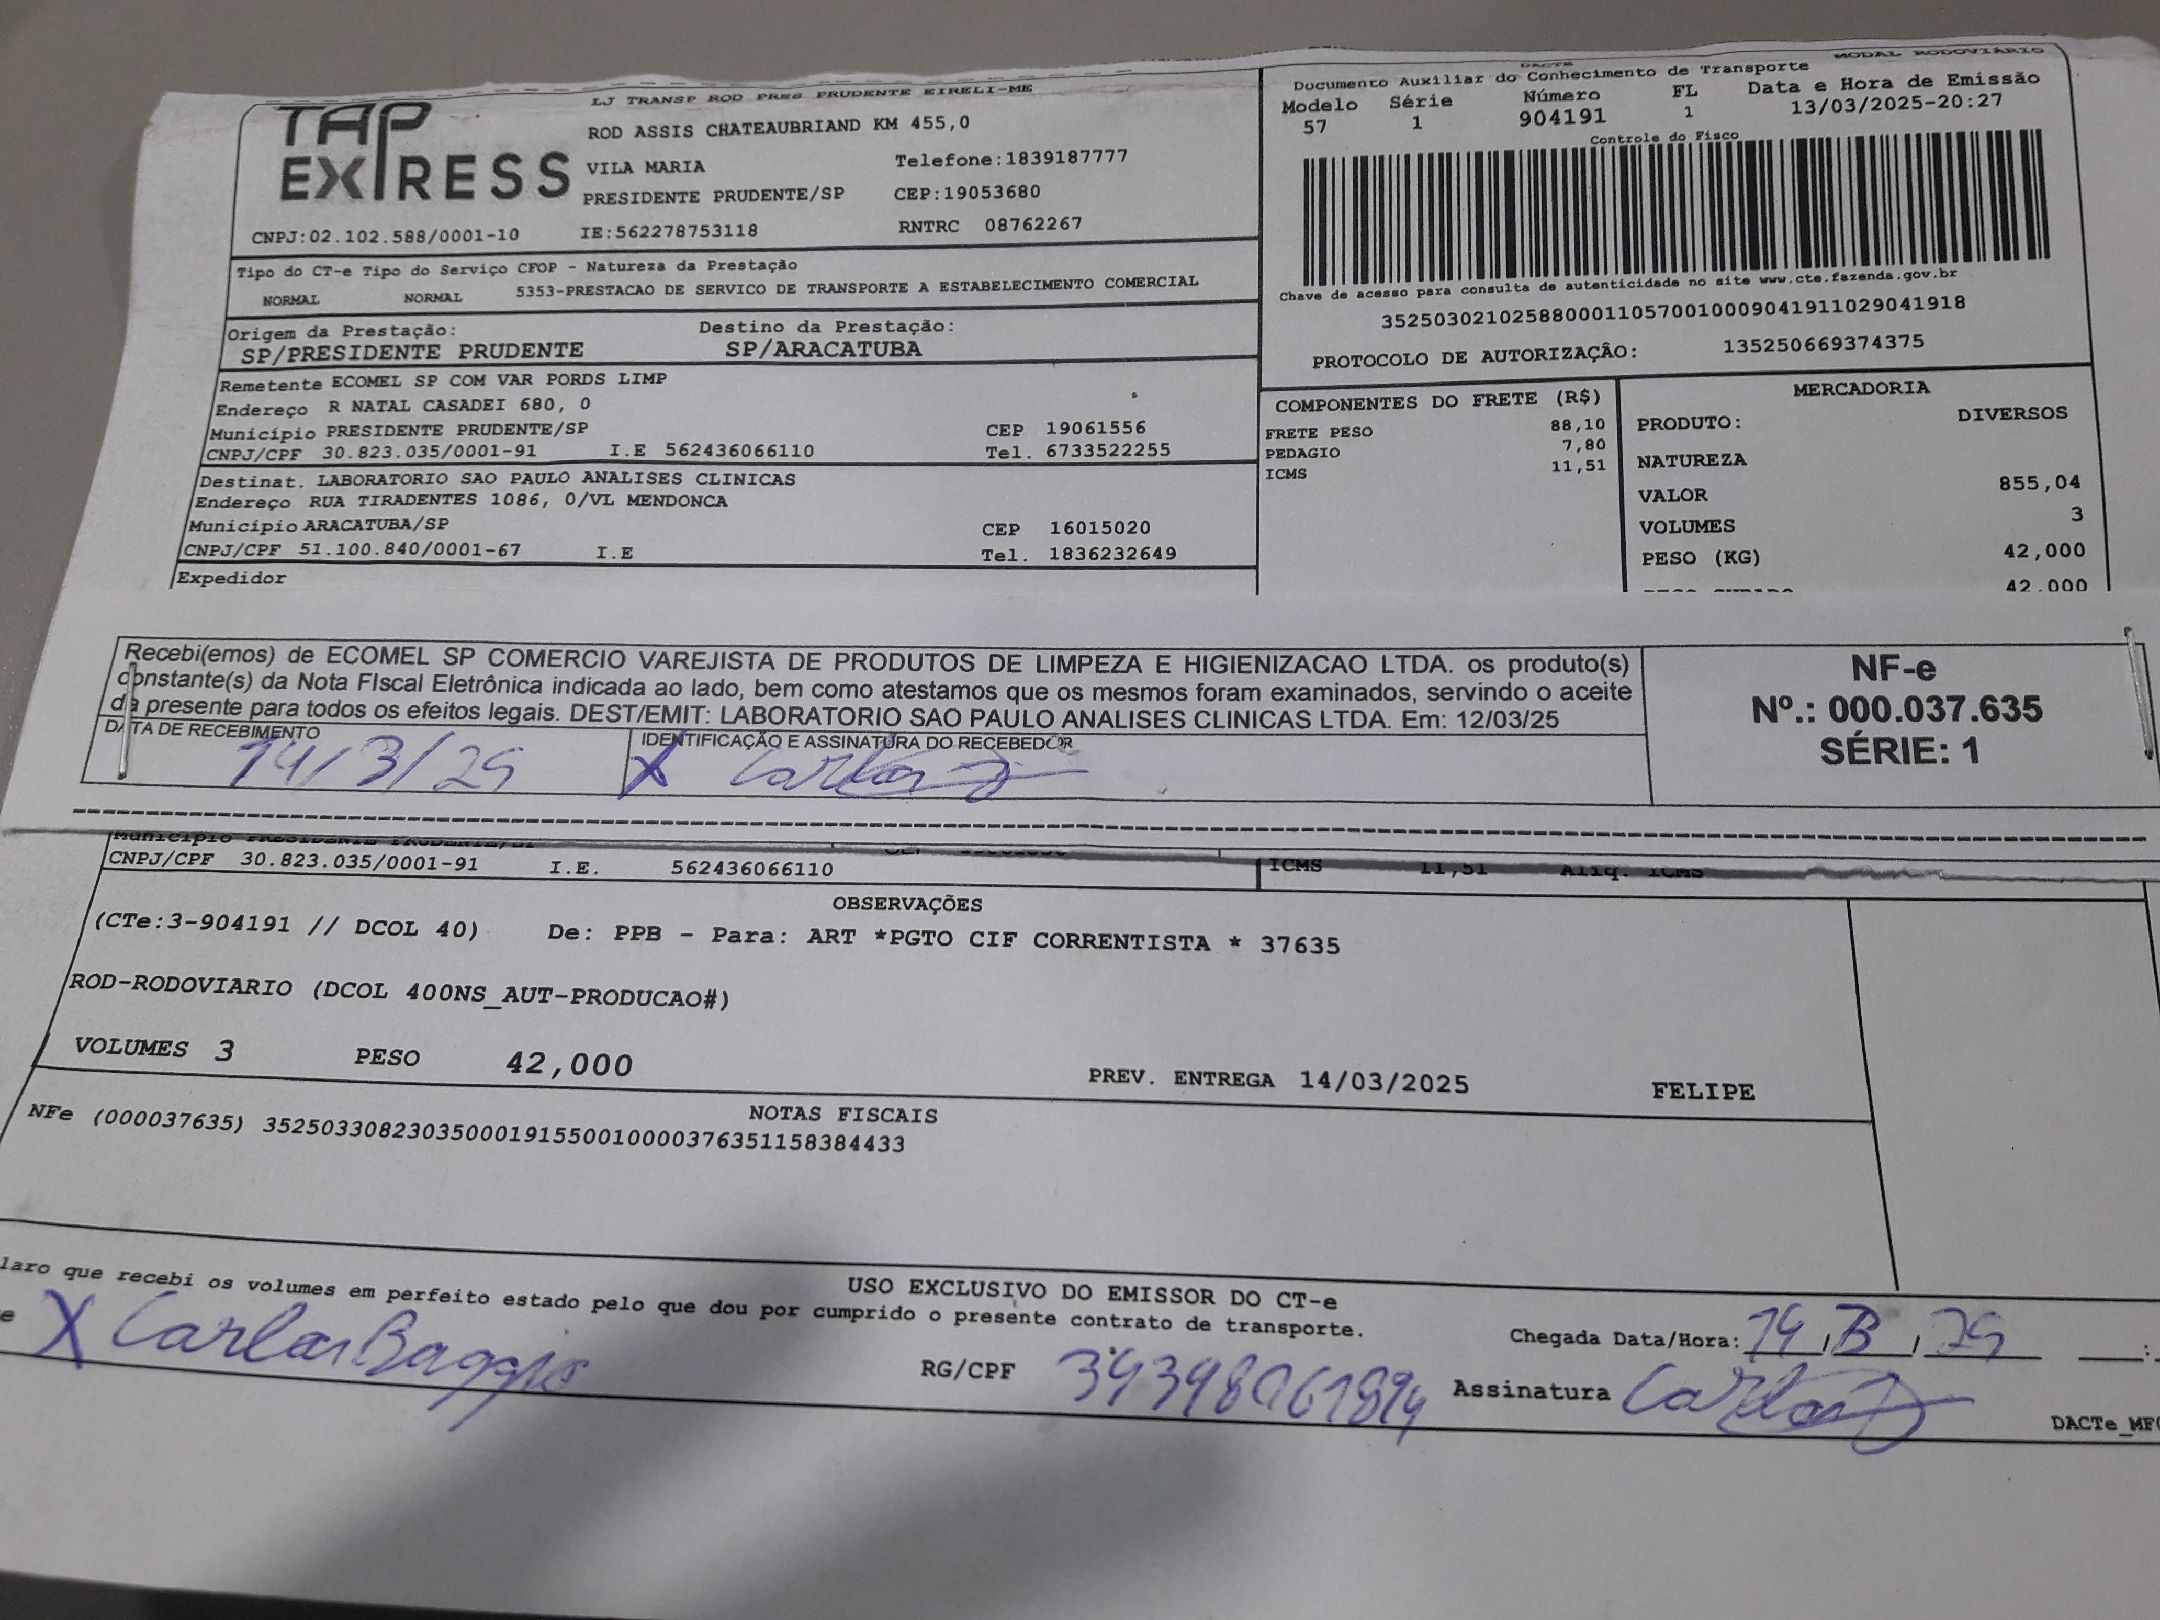 MODAL RODOVIÁRIO
DACTE
TAP EXPRESS
LJ TRANSP ROD PRES PRUDENTE EIRELI-ME
ROD ASSIS CHATEAUBRIAND KM 455,0
VILA MARIA Telefone:1839187777
PRESIDENTE PRUDENTE/SP CEP:19053680
CNPJ:02.102.588/0001-10 IE:562278753118 RNTRC 08762267
Documento Auxiliar do Conhecimento de Transporte
Modelo Série Número FL Data e Hora de Emissão
57 1 904191 1 13/03/2025-20:27
Controle do Fisco
Chave de acesso para consulta de autenticidade no site www.cte.fazenda.gov.br
35250302102588000110570010009041911029041918
PROTOCOLO DE AUTORIZAÇÃO: 135250669374375
Tipo do CT-e Tipo do Serviço CFOP - Natureza da Prestação
NORMAL NORMAL 5353-PRESTACAO DE SERVICO DE TRANSPORTE A ESTABELECIMENTO COMERCIAL
Origem da Prestação: Destino da Prestação:
SP/PRESIDENTE PRUDENTE SP/ARACATUBA
Remetente ECOMEL SP COM VAR PORDS LIMP
Endereço R NATAL CASADEI 680, 0
Município PRESIDENTE PRUDENTE/SP CEP 19061556
CNPJ/CPF 30.823.035/0001-91 I.E 562436066110 Tel. 6733522255
Destinat. LABORATORIO SAO PAULO ANALISES CLINICAS
Endereço RUA TIRADENTES 1086, 0/VL MENDONCA
Município ARACATUBA/SP CEP 16015020
CNPJ/CPF 51.100.840/0001-67 I.E Tel. 1836232649
Expedidor
COMPONENTES DO FRETE (R$)
FRETE PESO 88,10
PEDAGIO 7,80
ICMS 11,51
MERCADORIA
PRODUTO: DIVERSOS
NATUREZA
VALOR 855,04
VOLUMES 3
PESO (KG) 42,000
42.000
Recebi(emos) de ECOMEL SP COMERCIO VAREJISTA DE PRODUTOS DE LIMPEZA E HIGIENIZACAO LTDA. os produto(s)
constante(s) da Nota FIscal Eletrônica indicada ao lado, bem como atestamos que os mesmos foram examinados, servindo o aceite
da presente para todos os efeitos legais. DEST/EMIT: LABORATORIO SAO PAULO ANALISES CLINICAS LTDA. Em: 12/03/25
DATA DE RECEBIMENTO IDENTIFICAÇÃO E ASSINATURA DO RECEBEDOR
14/3/25 X Carlos
NF-e
Nº.: 000.037.635
SÉRIE: 1
Município PRESIDENTE PRUDENTE/SP
CNPJ/CPF 30.823.035/0001-91 I.E. 562436066110 ICMS 11,51 Aliq. ICMS
OBSERVAÇÕES
(CTe:3-904191 // DCOL 40) De: PPB - Para: ART *PGTO CIF CORRENTISTA * 37635
ROD-RODOVIARIO (DCOL 400NS_AUT-PRODUCAO#)
VOLUMES 3 PESO 42,000 PREV. ENTREGA 14/03/2025 FELIPE
NOTAS FISCAIS
NFe (000037635) 35250330823035000191550010000376351158384433
USO EXCLUSIVO DO EMISSOR DO CT-e
laro que recebi os volumes em perfeito estado pelo que dou por cumprido o presente contrato de transporte.
e X Carlos Baggio RG/CPF Chegada Data/Hora: 14/3/25 :
Assinatura Carlos
DACTe_MF